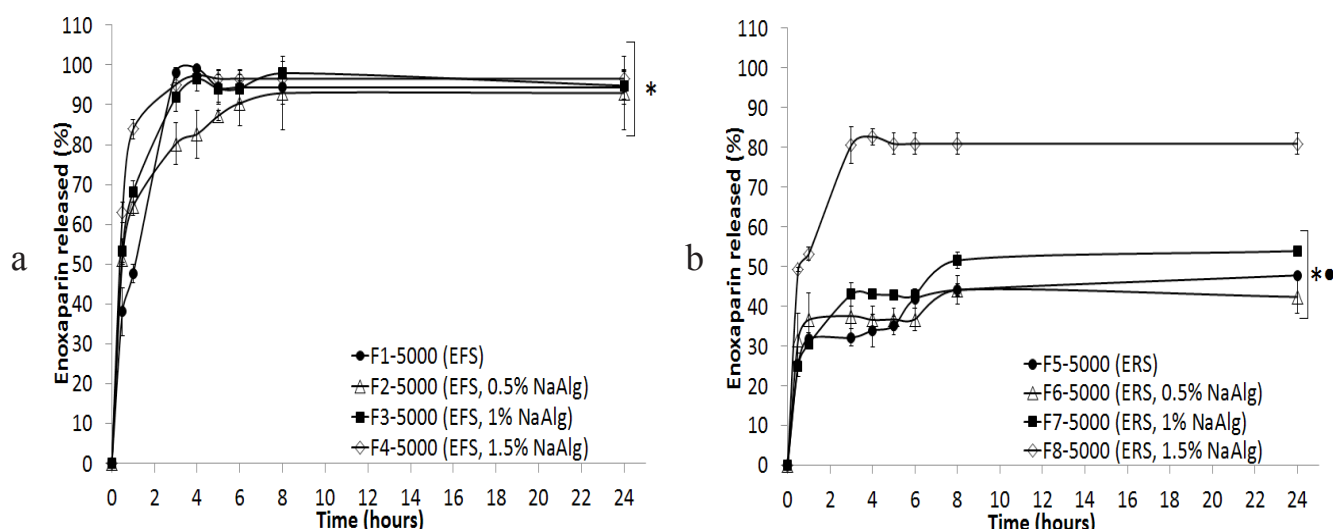 a
Enoxaparin released (%)
110
100
90
80
70
60
50
40
30
20
10
0
*
F1-5000 (EFS)
F2-5000 (EFS, 0.5% NaAlg)
F3-5000 (EFS, 1% NaAlg)
F4-5000 (EFS, 1.5% NaAlg)
0 2 4 6 8 10 12 14 16 18 20 22 24
Time (hours)
b
Enoxaparin released (%)
110
100
90
80
70
60
50
40
30
20
10
0
*•
F5-5000 (ERS)
F6-5000 (ERS, 0.5% NaAlg)
F7-5000 (ERS, 1% NaAlg)
F8-5000 (ERS, 1.5% NaAlg)
0 2 4 6 8 10 12 14 16 18 20 22 24
Time (hours)